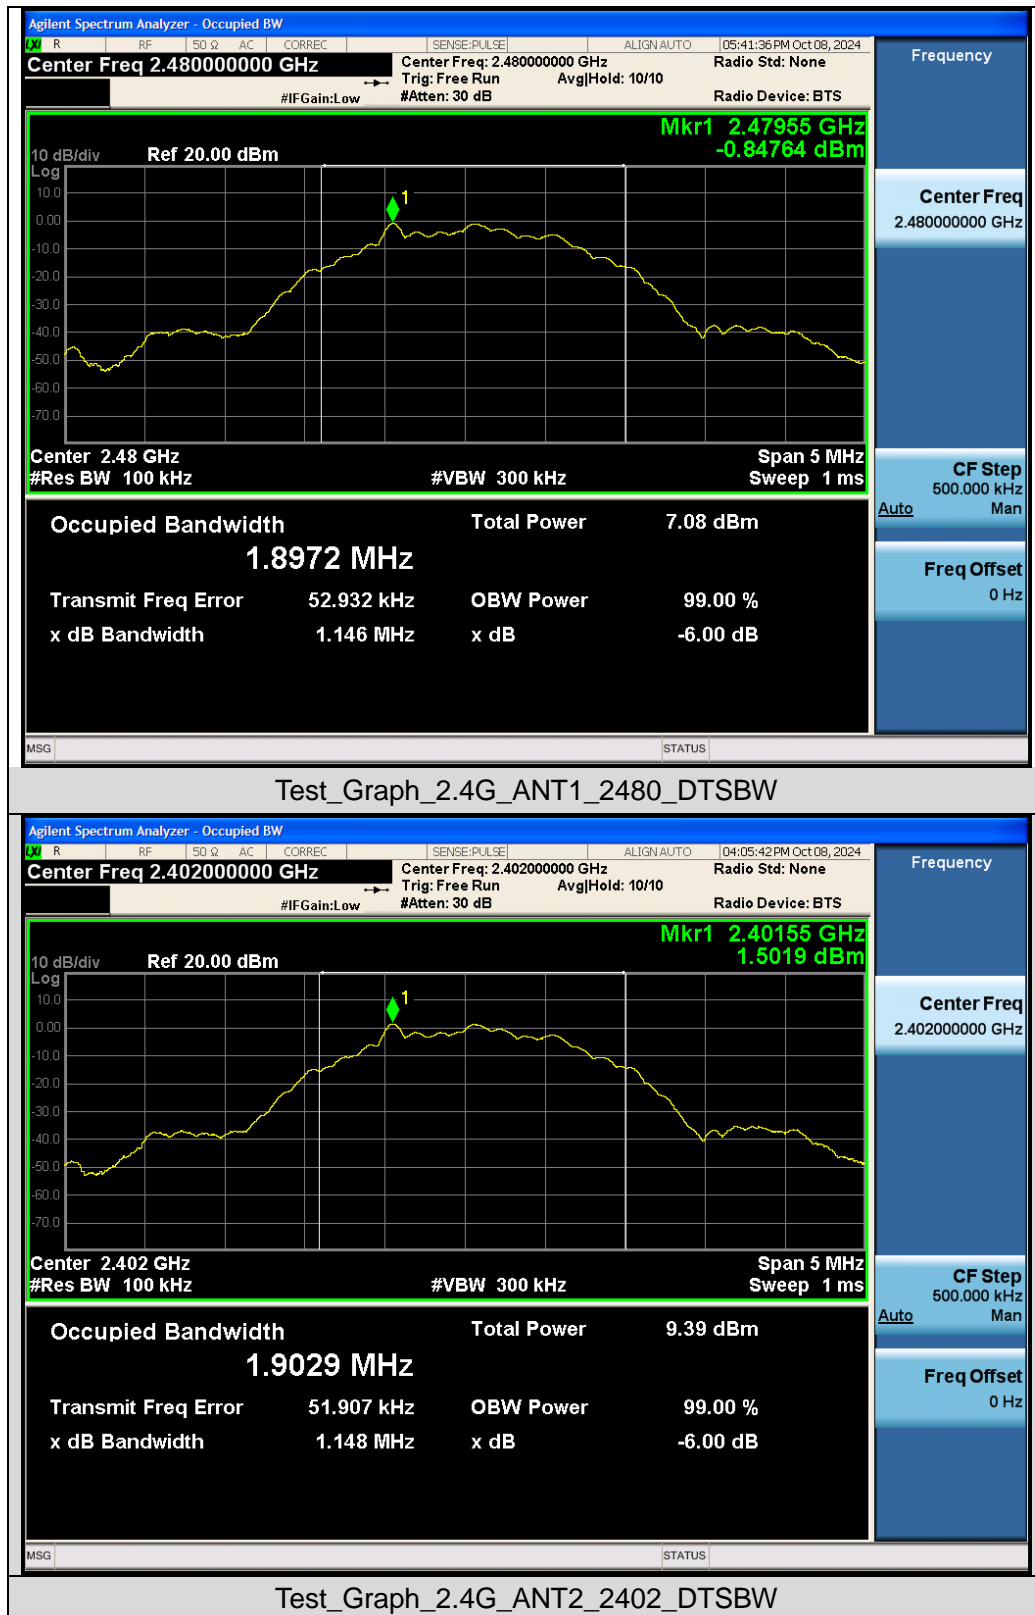 Agilent Spectrum Analyzer - Occupied BW
LXI R RF 50 Ω AC CORREC SENSE:PULSE ALIGN AUTO 05:41:36 PM Oct 08, 2024
Center Freq 2.480000000 GHz Center Freq: 2.480000000 GHz Radio Std: None
Trig: Free Run Avg|Hold: 10/10
#IFGain:Low #Atten: 30 dB Radio Device: BTS
Frequency
Mkr1 2.47955 GHz
-0.84764 dBm
10 dB/div Ref 20.00 dBm
Log
10.0
0.00
-10.0
-20.0
-30.0
-40.0
-50.0
-60.0
-70.0
1
Center 2.48 GHz Span 5 MHz
#Res BW 100 kHz #VBW 300 kHz Sweep 1 ms
Center Freq
2.480000000 GHz
CF Step
500.000 kHz
Auto Man
Freq Offset
0 Hz
Occupied Bandwidth Total Power 7.08 dBm
1.8972 MHz
Transmit Freq Error 52.932 kHz OBW Power 99.00 %
x dB Bandwidth 1.146 MHz x dB -6.00 dB
MSG STATUS
Test_Graph_2.4G_ANT1_2480_DTSBW
Agilent Spectrum Analyzer - Occupied BW
LXI R RF 50 Ω AC CORREC SENSE:PULSE ALIGN AUTO 04:05:42 PM Oct 08, 2024
Center Freq 2.402000000 GHz Center Freq: 2.402000000 GHz Radio Std: None
Trig: Free Run Avg|Hold: 10/10
#IFGain:Low #Atten: 30 dB Radio Device: BTS
Frequency
Mkr1 2.40155 GHz
1.5019 dBm
10 dB/div Ref 20.00 dBm
Log
10.0
0.00
-10.0
-20.0
-30.0
-40.0
-50.0
-60.0
-70.0
1
Center 2.402 GHz Span 5 MHz
#Res BW 100 kHz #VBW 300 kHz Sweep 1 ms
Center Freq
2.402000000 GHz
CF Step
500.000 kHz
Auto Man
Freq Offset
0 Hz
Occupied Bandwidth Total Power 9.39 dBm
1.9029 MHz
Transmit Freq Error 51.907 kHz OBW Power 99.00 %
x dB Bandwidth 1.148 MHz x dB -6.00 dB
MSG STATUS
Test_Graph_2.4G_ANT2_2402_DTSBW